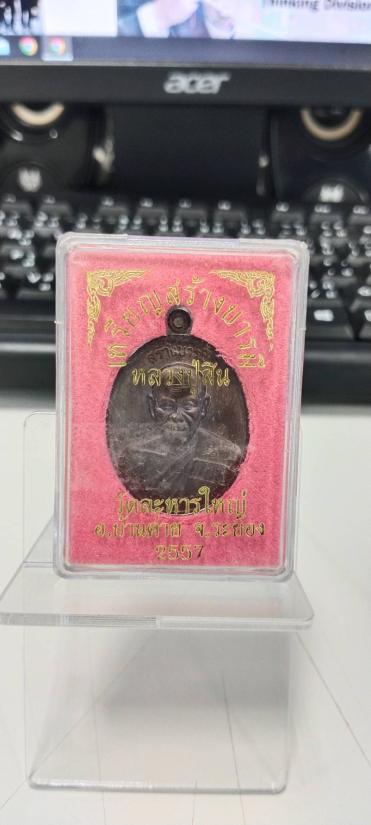 Thinking Division
acer
เหรียญสร้างบารมี
หลวงปู่สิน
วัดละหารใหญ่
อ.บ้านค่าย จ.ระยอง
2557